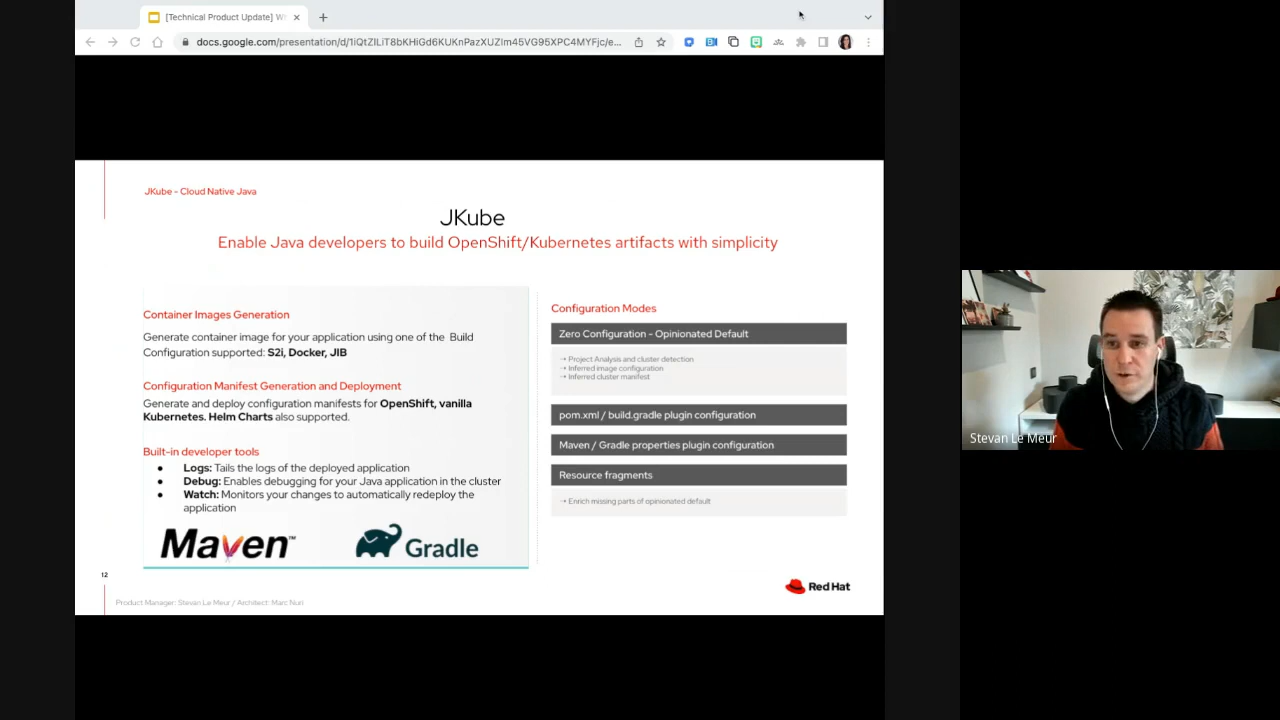 [Technical Product Update] W
docs.google.com/presentation/d/1iQtZILiT8bKHiGd6KUKnPazXUZIm45VG95XPC4MYFjc/e...
JKube - Cloud Native Java
JKube
Enable Java developers to build OpenShift/Kubernetes artifacts with simplicity
Container Images Generation
Generate container image for your application using one of the Build
Configuration supported: S2i, Docker, JIB
Configuration Manifest Generation and Deployment
Generate and deploy configuration manifests for OpenShift, vanilla
Kubernetes. Helm Charts also supported.
Built-in developer tools
● Logs: Tails the logs of the deployed application
● Debug: Enables debugging for your Java application in the cluster
● Watch: Monitors your changes to automatically redeploy the
application
Maven™
Gradle
Configuration Modes
Zero Configuration - Opinionated Default
➝ Project Analysis and cluster detection
➝ Inferred image configuration
➝ Inferred cluster manifest
pom.xml / build.gradle plugin configuration
Maven / Gradle properties plugin configuration
Resource fragments
➝ Enrich missing parts of opinionated default
12
Product Manager: Stevan Le Meur / Architect: Marc Nuri
Red Hat
Stevan Le Meur